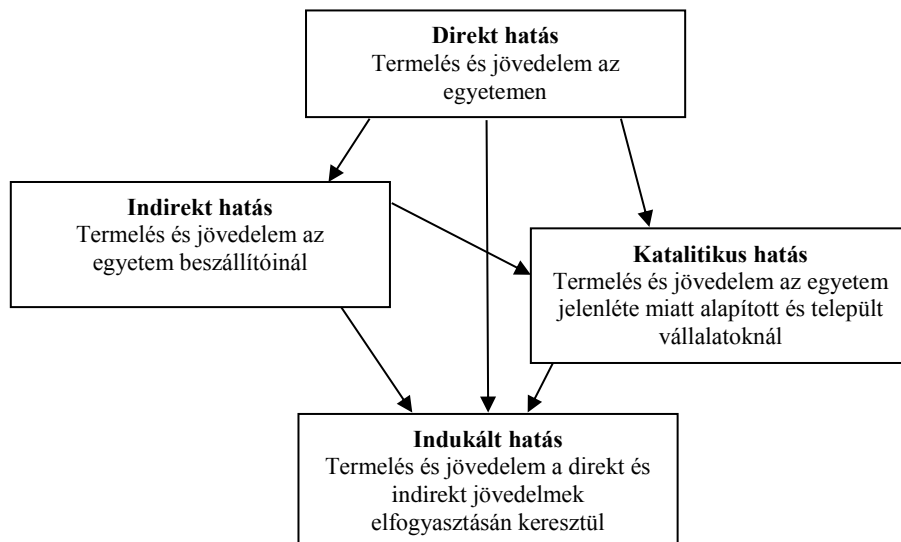 Direkt hatás
Termelés és jövedelem az
egyetemen
Indirekt hatás
Termelés és jövedelem az
egyetem beszállítóinál
Katalitikus hatás
Termelés és jövedelem az egyetem
jelenléte miatt alapított és települt
vállalatoknál
Indukált hatás
Termelés és jövedelem a direkt és
indirekt jövedelmek
elfogyasztásán keresztül